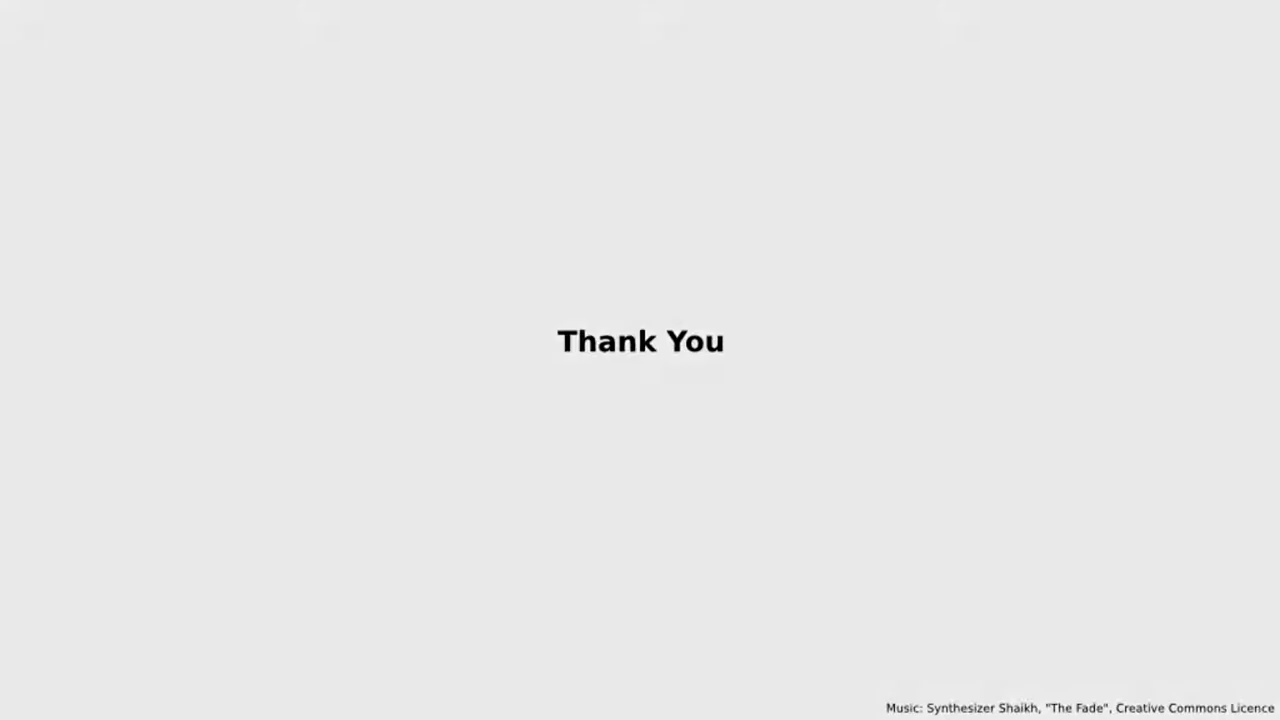 Thank You
Music: Synthesizer Shaikh, "The Fade", Creative Commons Licence